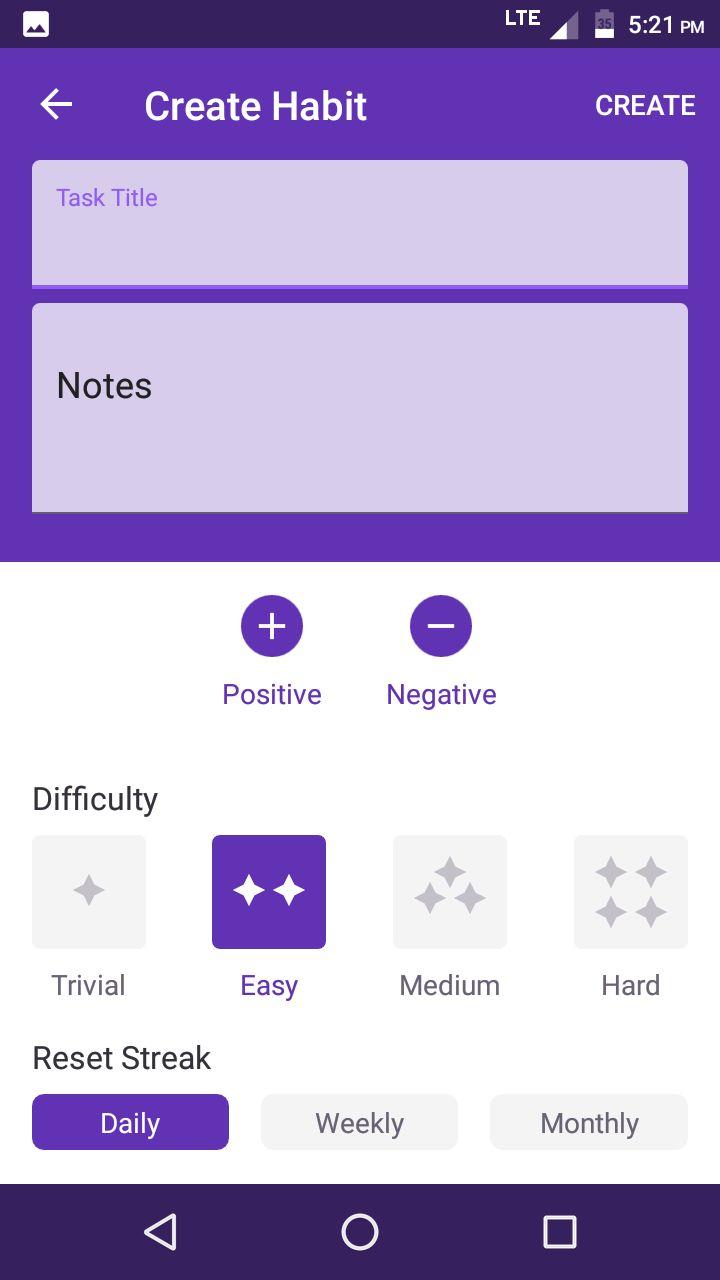 LTE 35 5:21 PM
Create Habit CREATE
Task Title
Notes
Positive Negative
Difficulty
Trivial Easy Medium Hard
Reset Streak
Daily Weekly Monthly